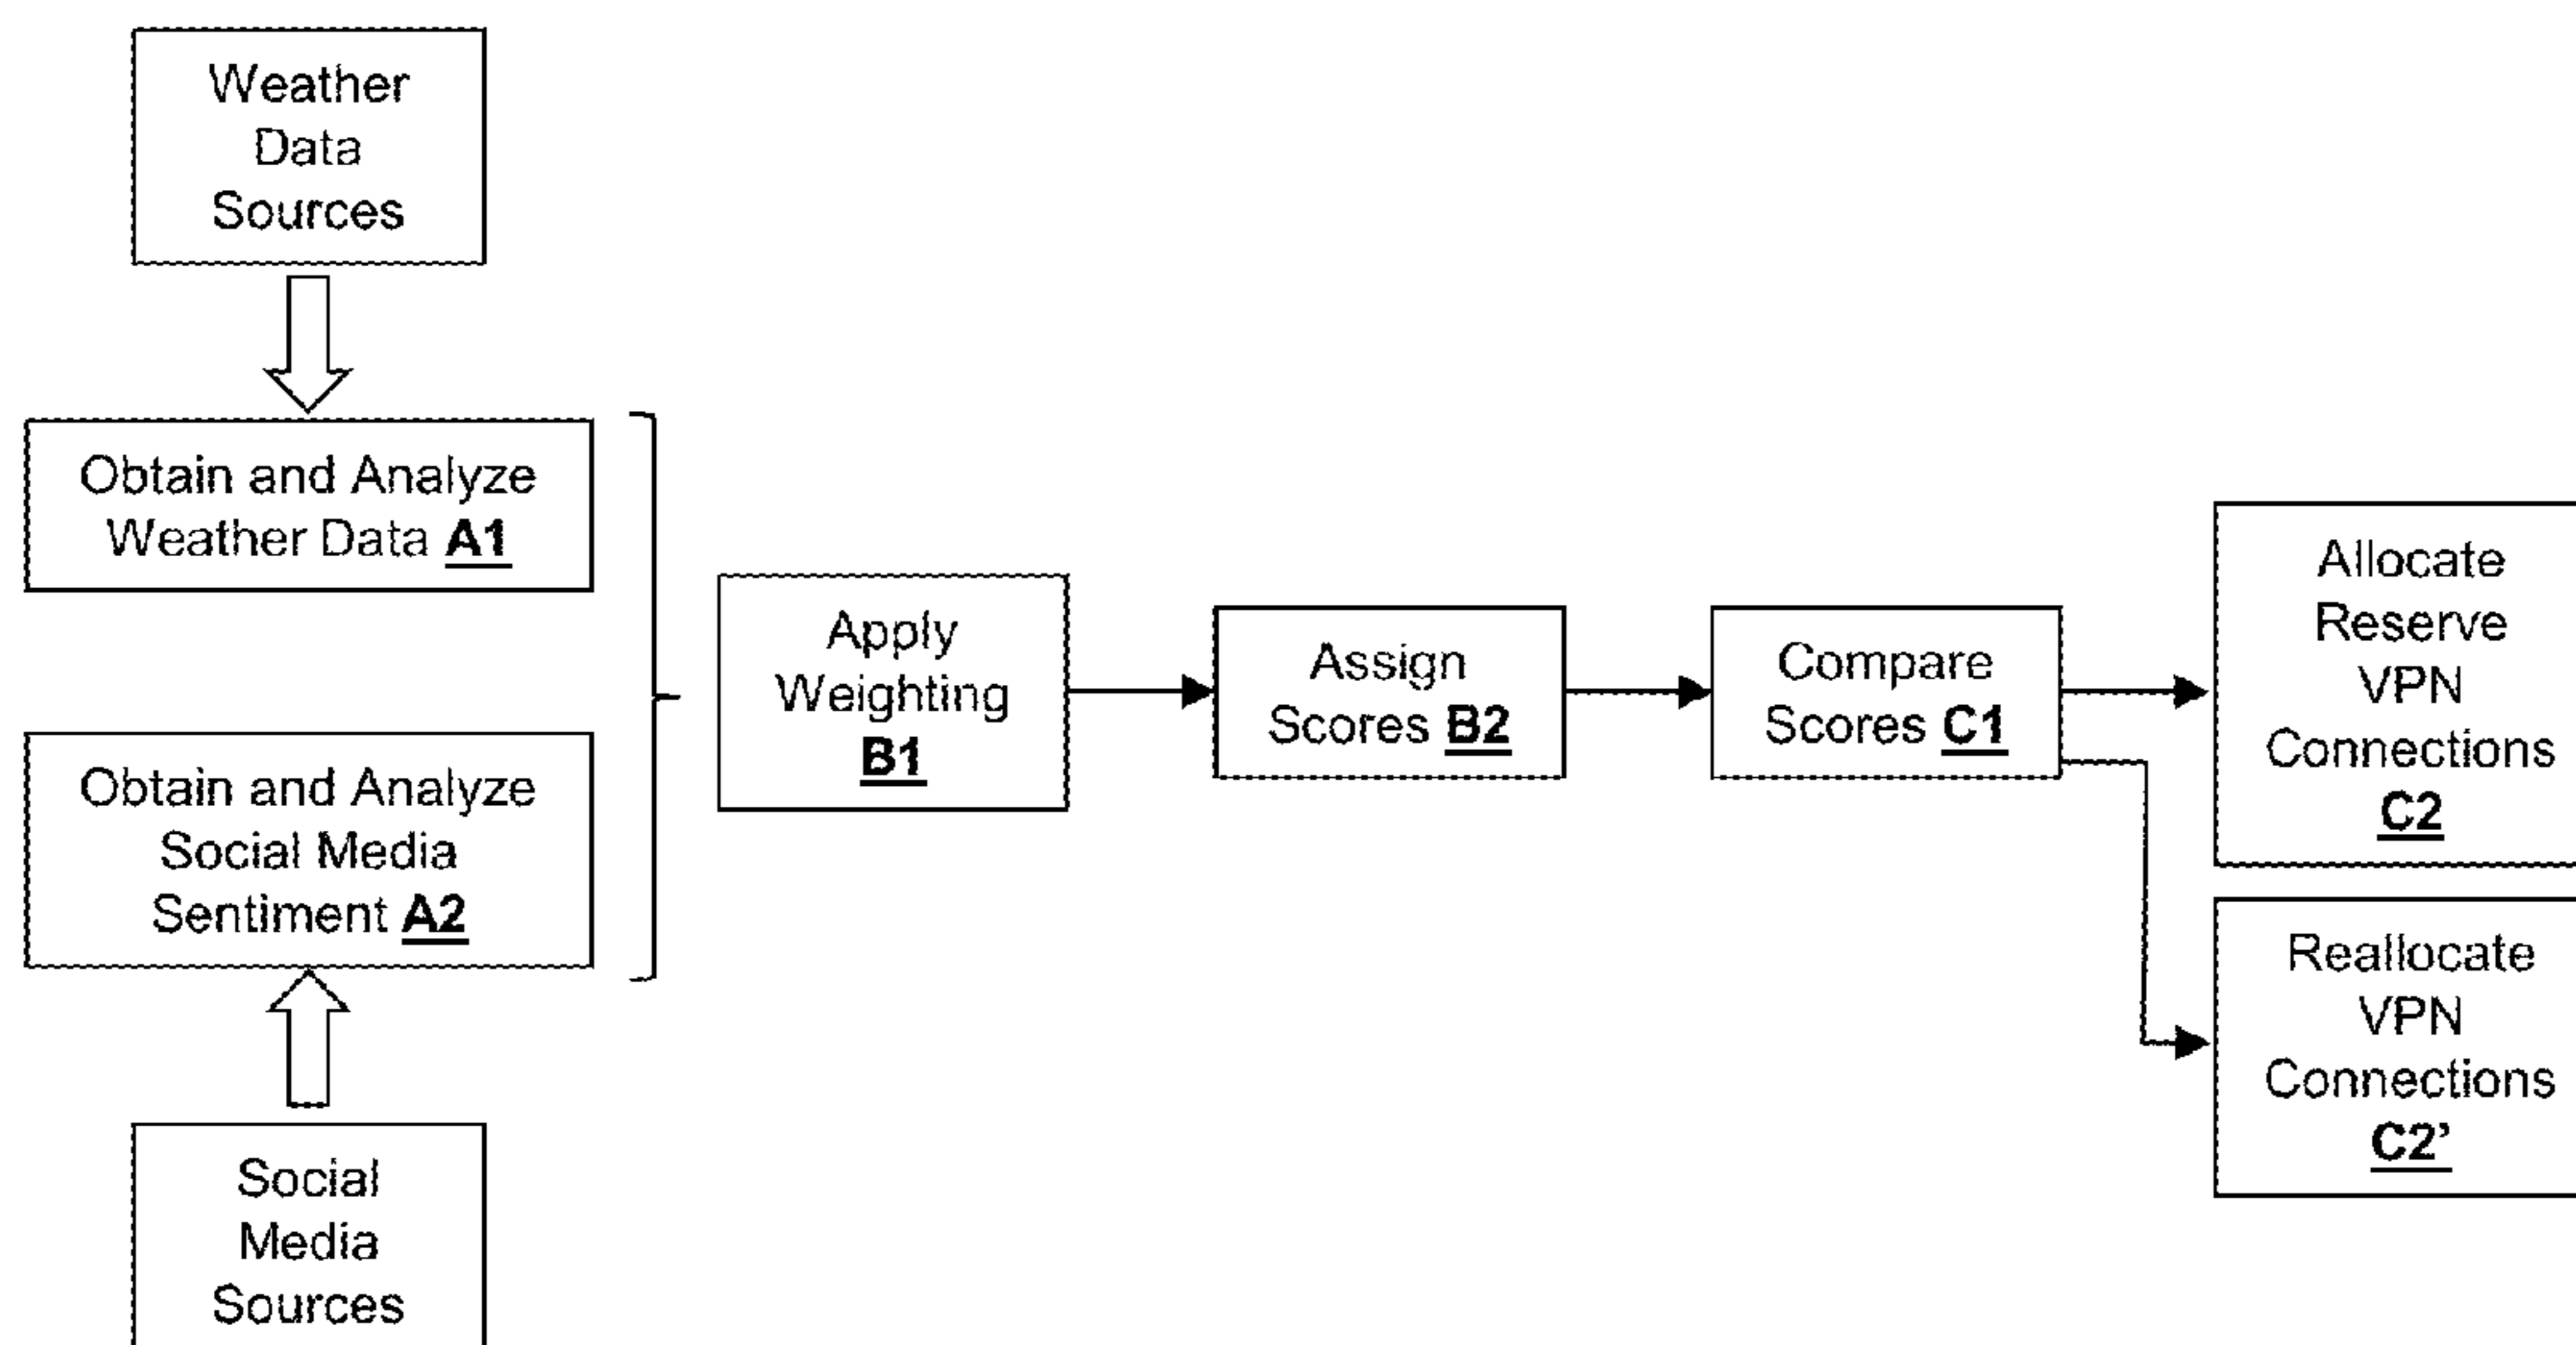 Weather
Data
Sources
Obtain and Analyze
Weather Data A1
Obtain and Analyze
Social Media
Sentiment A2
Social
Media
Sources
Apply
Weighting
B1
Assign
Scores B2
Compare
Scores C1
Allocate
Reserve
VPN
Connections
C2
Reallocate
VPN
Connections
C2’